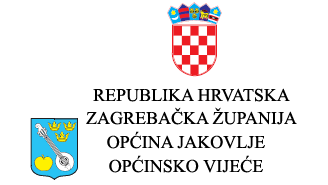 REPUBLIKA HRVATSKA
ZAGREBAČKA ŽUPANIJA
OPĆINA JAKOVLJE
OPĆINSKO VIJEĆE